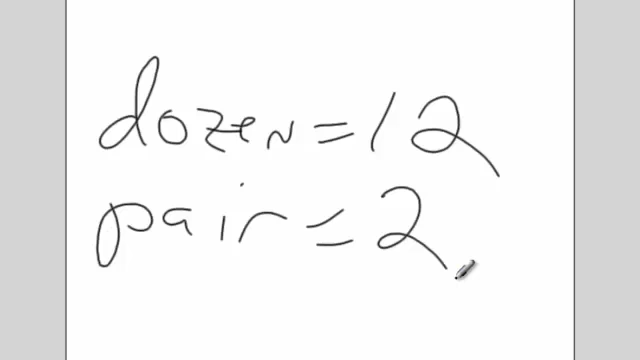 dozen = 12
pair = 2